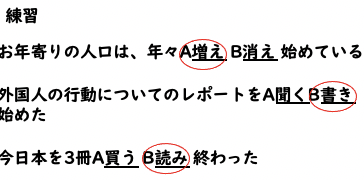 練習
お年寄りの人口は、年々A増え B消え 始めている
外国人の行動についてのレポートをA聞くB書き
始めた
今日本を3冊A買う B読み 終わった